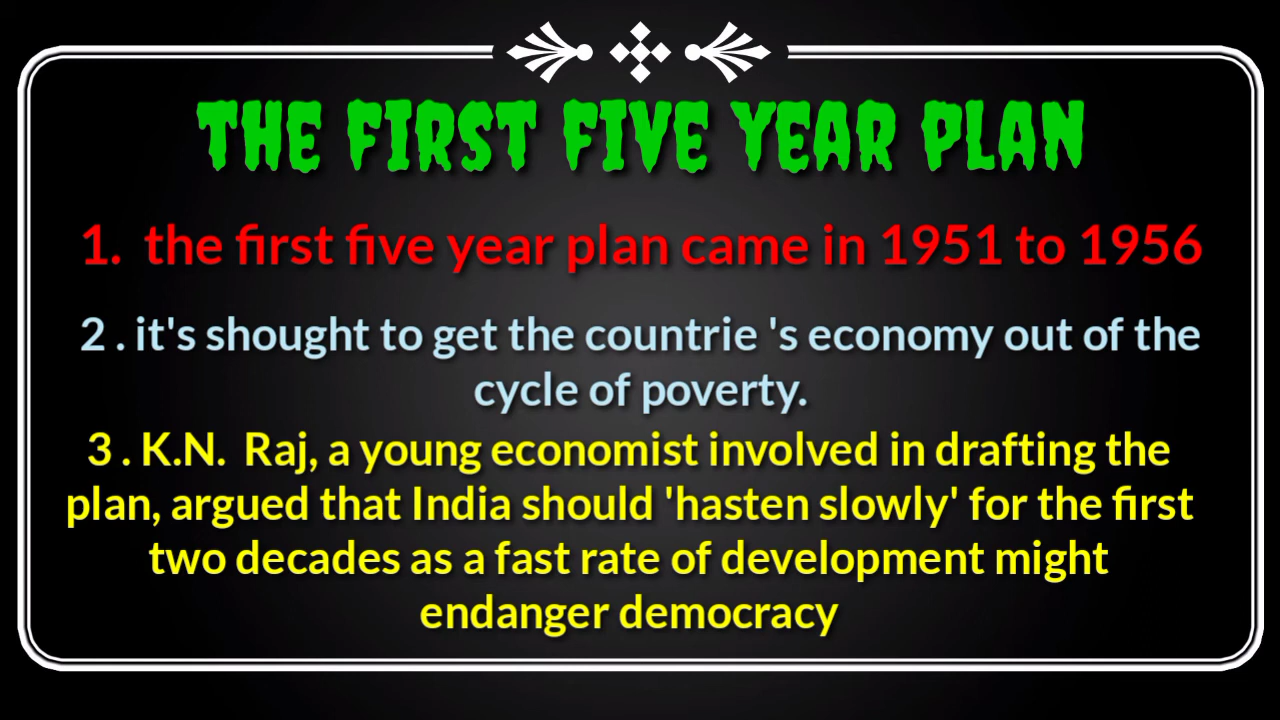 THE FIRST FIVE YEAR PLAN
1. the first five year plan came in 1951 to 1956
2 . it's shought to get the countrie 's economy out of the
cycle of poverty.
3 . K.N. Raj, a young economist involved in drafting the
plan, argued that India should 'hasten slowly' for the first
two decades as a fast rate of development might
endanger democracy